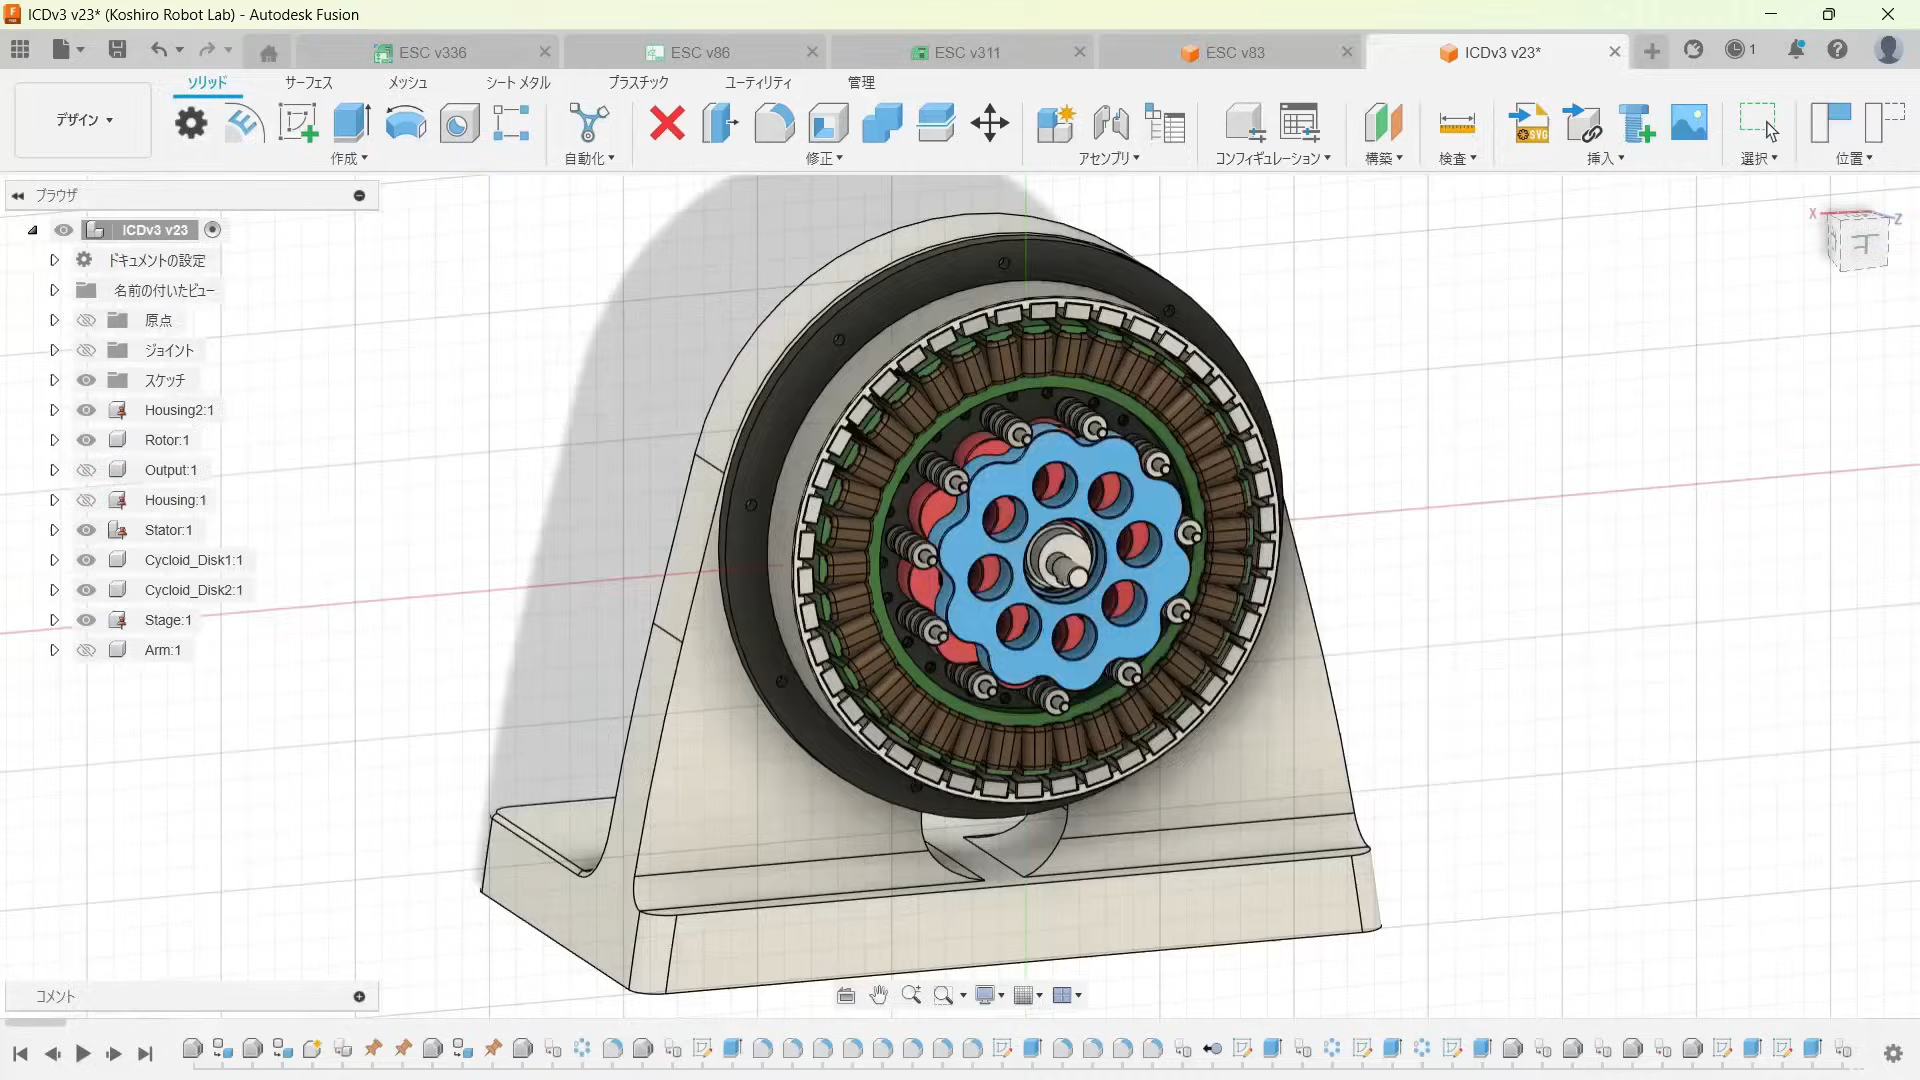 ICDv3 v23* (Koshiro Robot Lab) - Autodesk Fusion
ESC v336
ESC v86
ESC v311
ESC v83
ICDv3 v23*
1
ソリッド
サーフェス
メッシュ
シート メタル
プラスチック
ユーティリティ
管理
デザイン
SVG
作成
自動化
修正
アセンブリ
コンフィギュレーション
構築
検査
挿入
選択
位置
ブラウザ
ICDv3 v23
ドキュメントの設定
名前の付いたビュー
原点
ジョイント
スケッチ
Housing2:1
Rotor:1
Output:1
Housing:1
Stator:1
Cycloid_Disk1:1
Cycloid_Disk2:1
Stage:1
Arm:1
X
Z
コメント